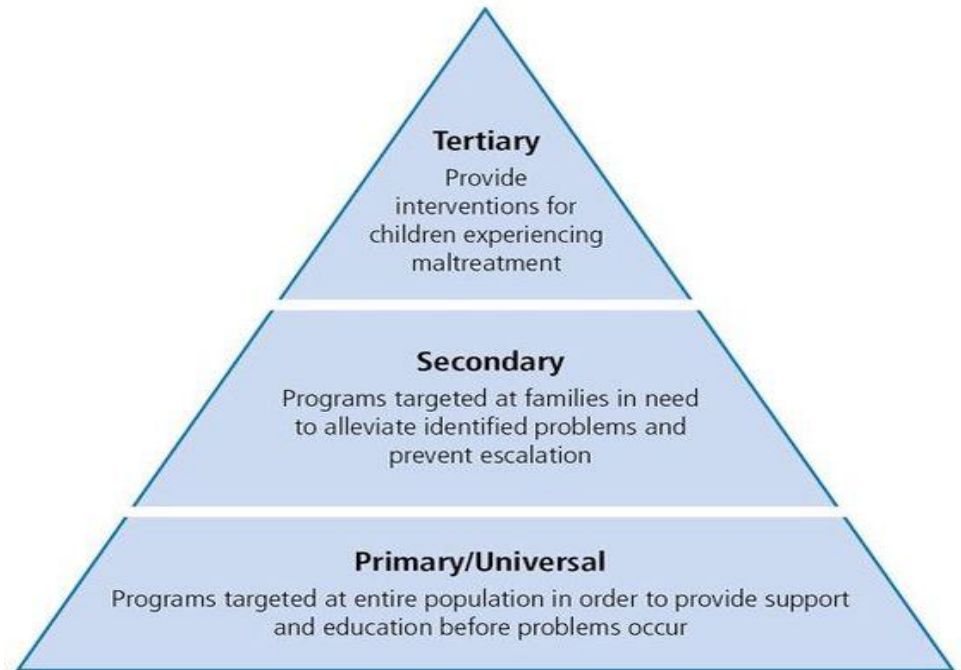 Tertiary
Provide
interventions for
children experiencing
maltreatment
Secondary
Programs targeted at families in need
to alleviate identified problems and
prevent escalation
Primary/Universal
Programs targeted at entire population in order to provide support
and education before problems occur